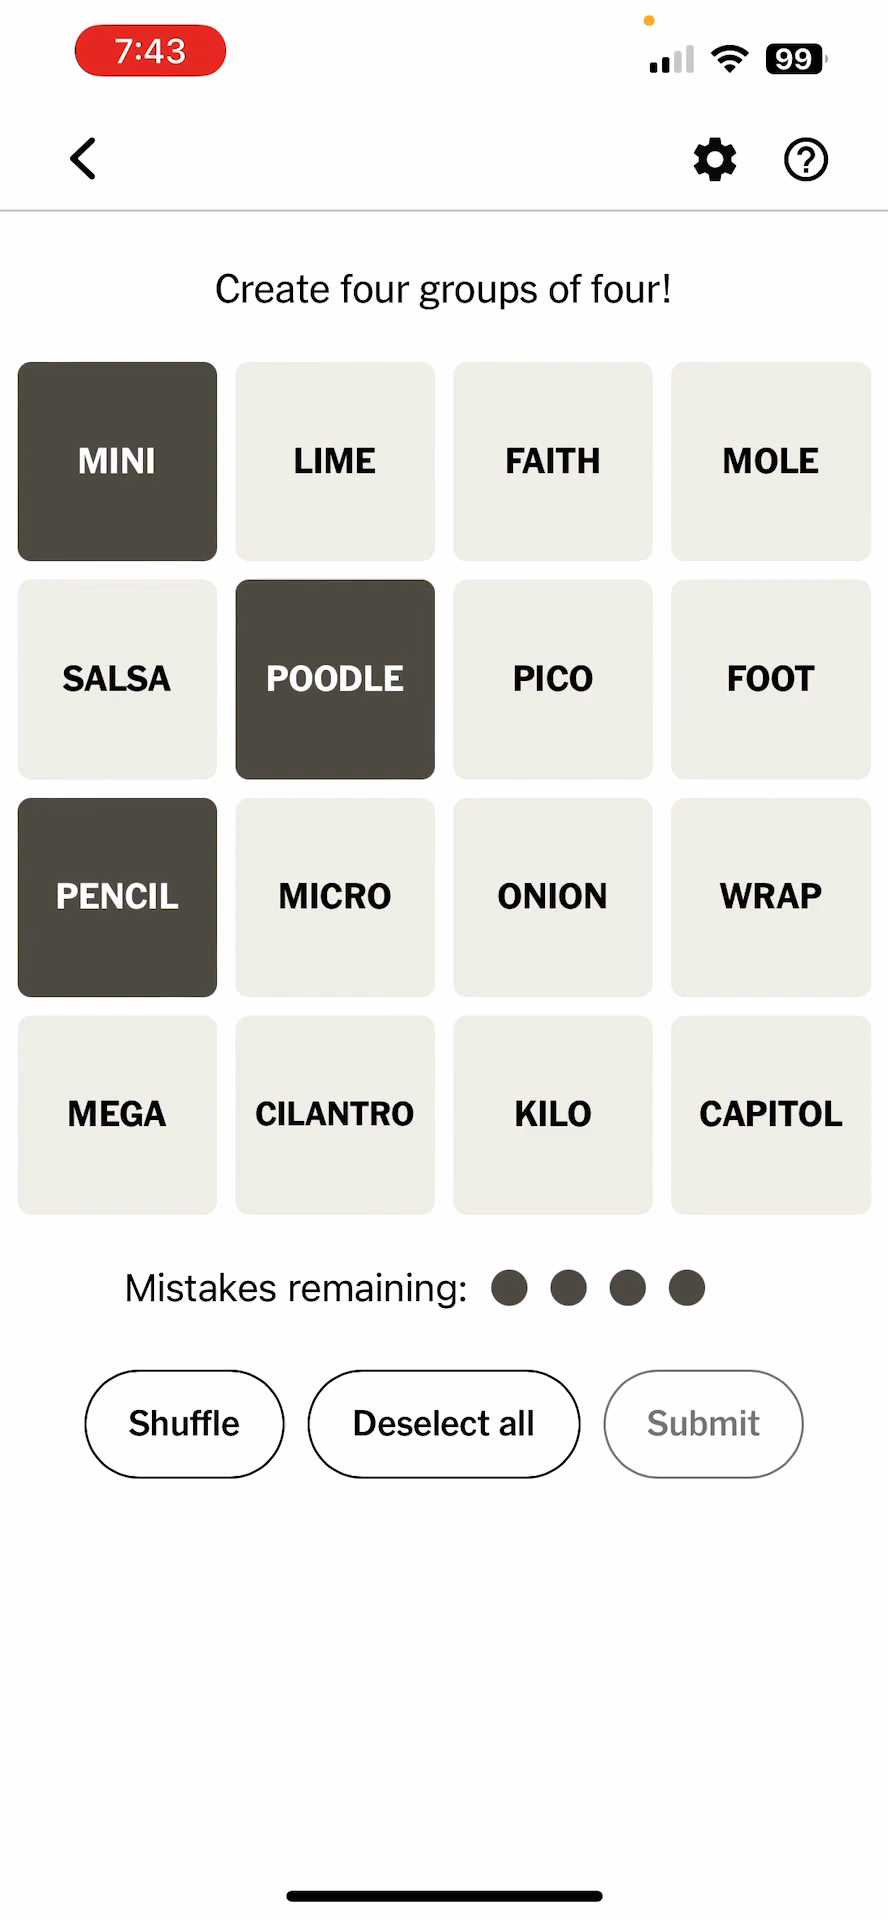 7:43
99
Create four groups of four!
MINI
LIME
FAITH
MOLE
SALSA
POODLE
PICO
FOOT
PENCIL
MICRO
ONION
WRAP
MEGA
CILANTRO
KILO
CAPITOL
Mistakes remaining:
Shuffle
Deselect all
Submit